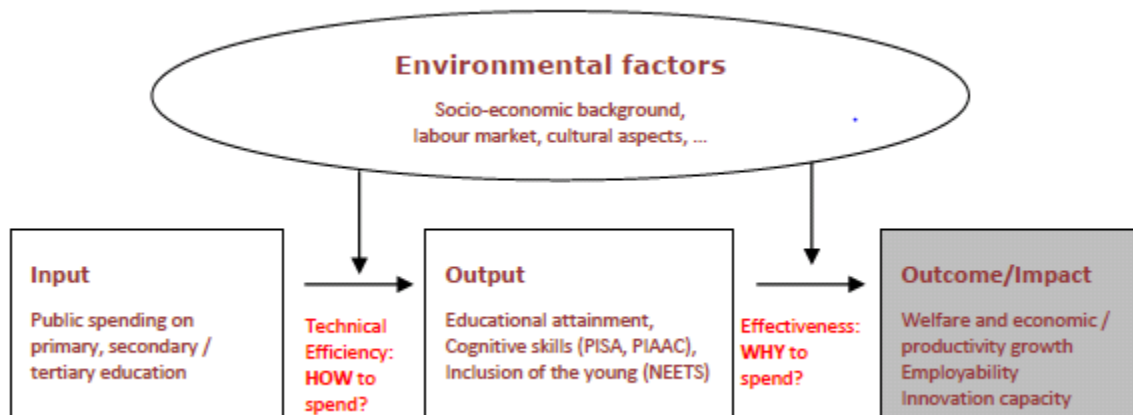 Environmental factors
Socio-economic background,
labour market, cultural aspects, ...
Input
Public spending on
primary, secondary /
tertiary education
Technical
Efficiency:
HOW to
spend?
Output
Educational attainment,
Cognitive skills (PISA, PIAAC),
Inclusion of the young (NEETS)
Effectiveness:
WHY to
spend?
Outcome/Impact
Welfare and economic /
productivity growth
Employability
Innovation capacity